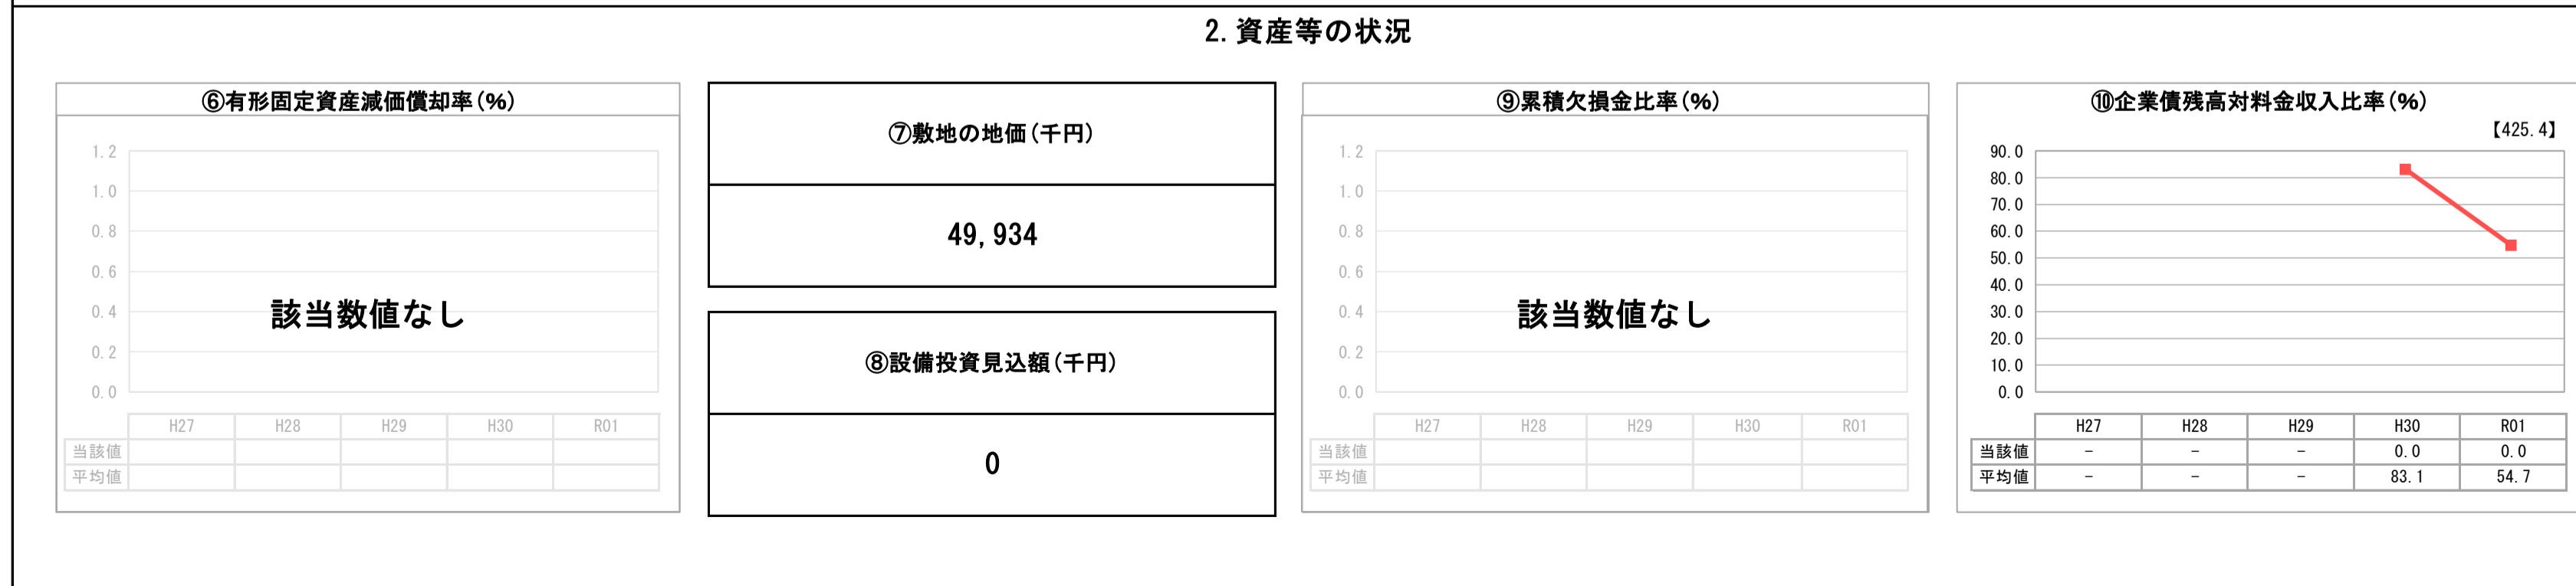 2. 資産等の状況
⑥有形固定資産減価償却率(%)
1.2
1.0
0.8
0.6
0.4
0.2
0.0
該当数値なし
H27 H28 H29 H30 R01
当該値
平均値
⑦敷地の地価(千円)
49,934
⑧設備投資見込額(千円)
0
⑨累積欠損金比率(%)
1.2
1.0
0.8
0.6
0.4
0.2
0.0
該当数値なし
H27 H28 H29 H30 R01
当該値
平均値
⑩企業債残高対料金収入比率(%)
【425.4】
90.0
80.0
70.0
60.0
50.0
40.0
30.0
20.0
10.0
0.0
H27 H28 H29 H30 R01
当該値 - - - 0.0 0.0
平均値 - - - 83.1 54.7